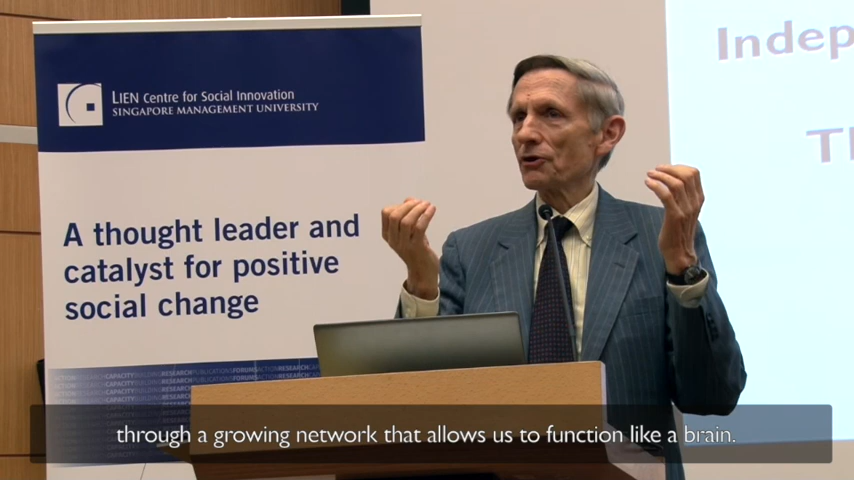 LIEN Centre for Social Innovation
SINGAPORE MANAGEMENT UNIVERSITY
A thought leader and
catalyst for positive
social change
through a growing network that allows us to function like a brain.